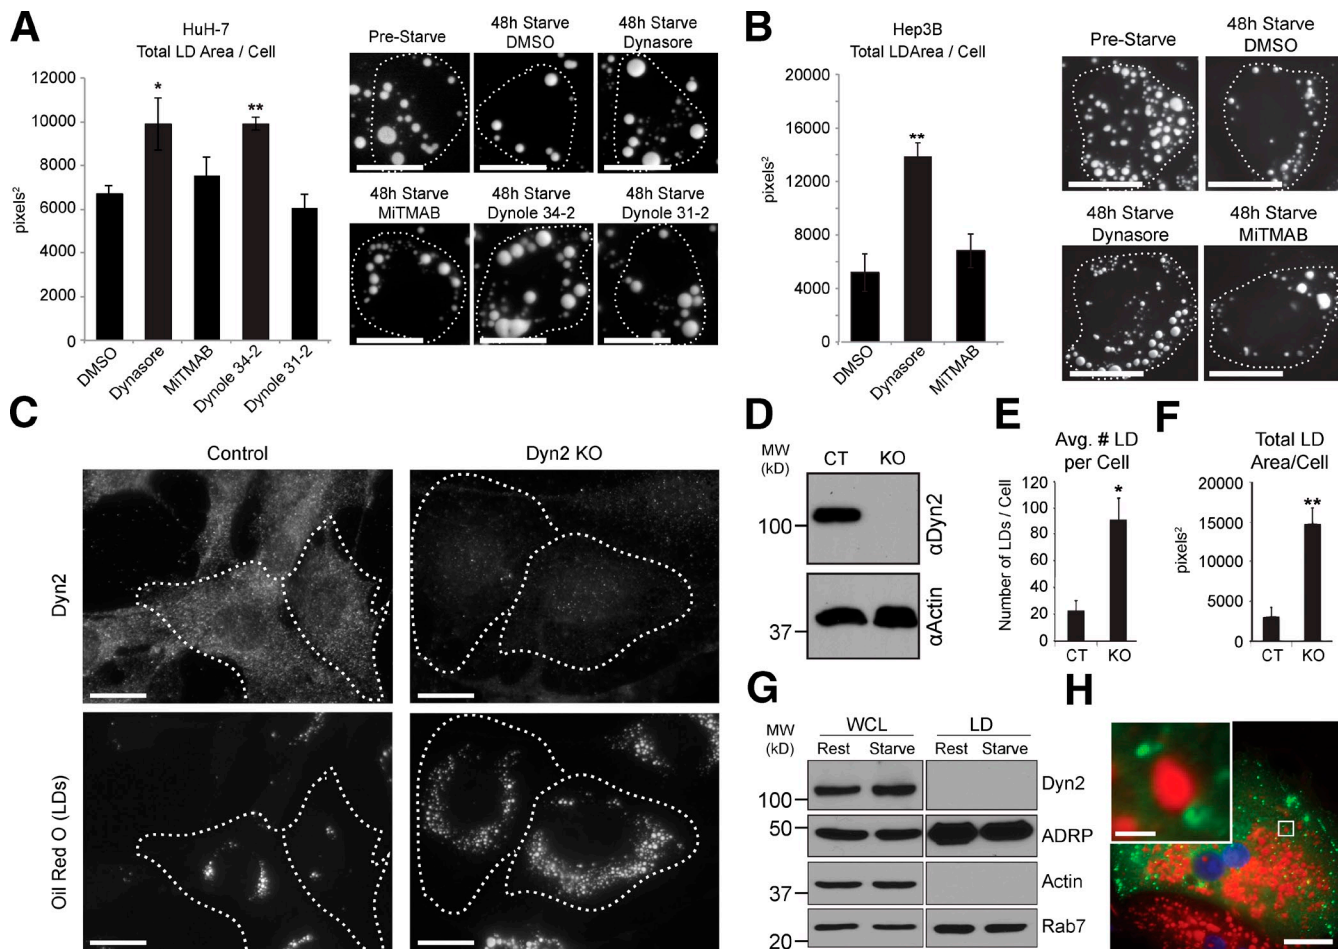 A
HuH-7
Total LD Area / Cell
12000
10000
8000
6000
4000
2000
0
pixels²
*
**
DMSO
Dynasore
MiTMAB
Dynole 34-2
Dynole 31-2
Pre-Starve
48h Starve
DMSO
48h Starve
Dynasore
48h Starve
MiTMAB
48h Starve
Dynole 34-2
48h Starve
Dynole 31-2
B
Hep3B
Total LDArea / Cell
20000
16000
14000
8000
4000
0
pixels²
**
DMSO
Dynasore
MiTMAB
Pre-Starve
48h Starve
DMSO
48h Starve
Dynasore
48h Starve
MiTMAB
C
Control
Dyn2 KO
Dyn2
Oil Red O (LDs)
D
MW
(kD)
CT KO
100
αDyn2
37
αActin
E
Avg. # LD
per Cell
Number of LDs / Cell
120
100
80
60
40
20
0
*
CT KO
F
Total LD
Area/Cell
pixels²
20000
15000
10000
5000
0
**
CT KO
G
MW
(kD)
WCL LD
Rest Starve Rest Starve
100 Dyn2
50 ADRP
37 Actin
20 Rab7
H